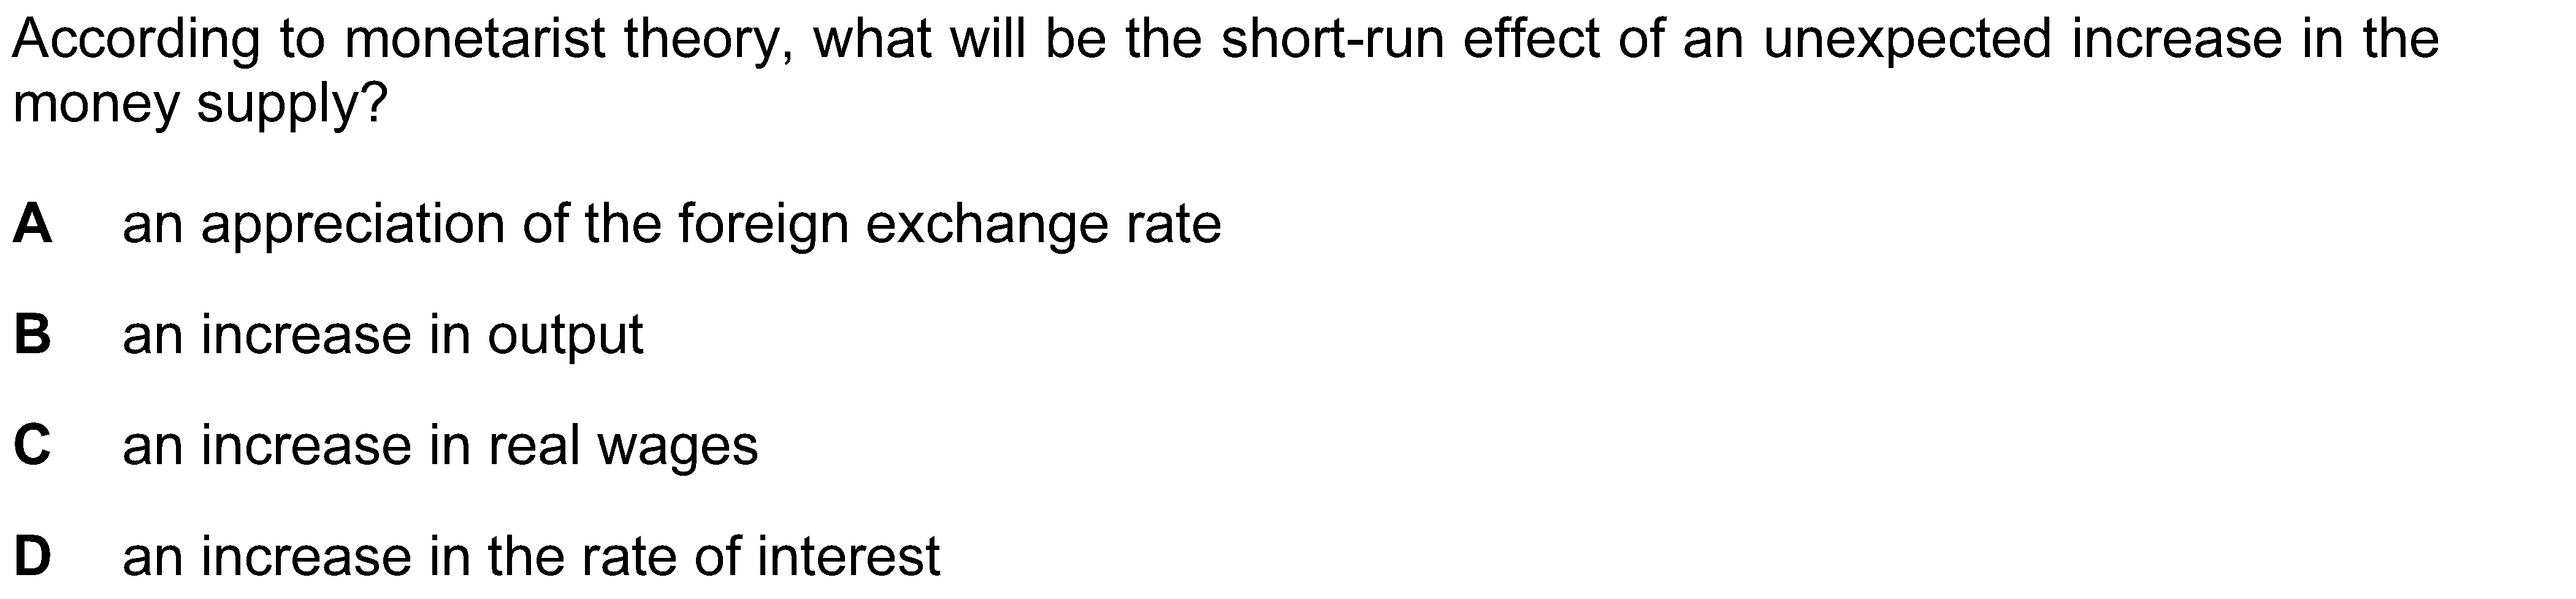 According to monetarist theory, what will be the short-run effect of an unexpected increase in the
money supply?
A an appreciation of the foreign exchange rate
B an increase in output
C an increase in real wages
D an increase in the rate of interest